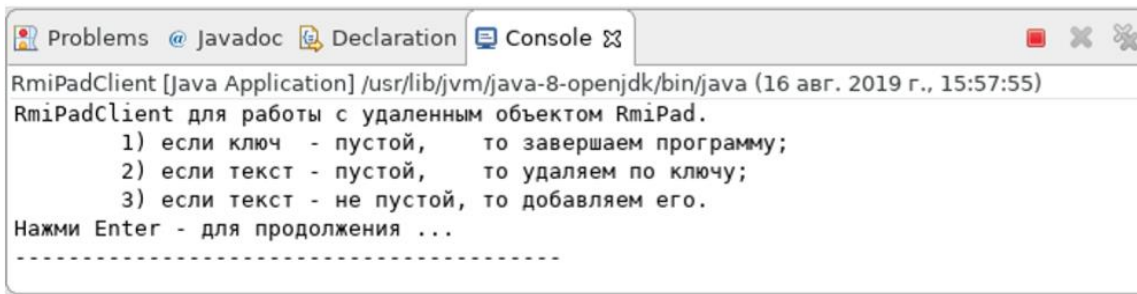 Problems @ Javadoc Declaration Console
RmiPadClient [Java Application] /usr/lib/jvm/java-8-openjdk/bin/java (16 авг. 2019 г., 15:57:55)
RmiPadClient для работы с удаленным объектом RmiPad.
1) если ключ - пустой, то завершаем программу;
2) если текст - пустой, то удаляем по ключу;
3) если текст - не пустой, то добавляем его.
Нажми Enter - для продолжения ...
-----------------------------------------